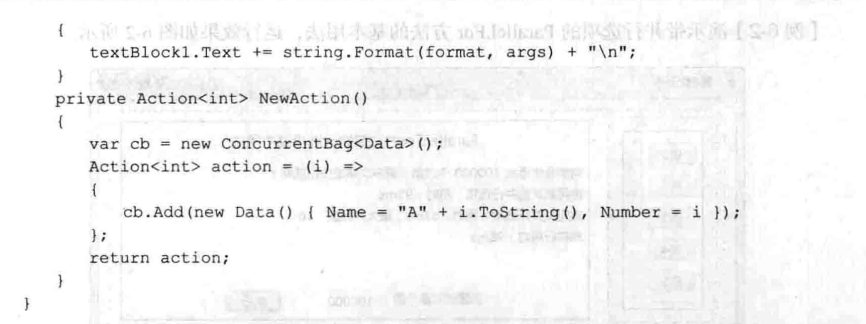 {
textBlock1.Text += string.Format(format, args) + "\n";
}
private Action<int> NewAction()
{
var cb = new ConcurrentBag<Data>();
Action<int> action = (i) =>
{
cb.Add(new Data() { Name = "A" + i.ToString(), Number = i });
};
return action;
}
}